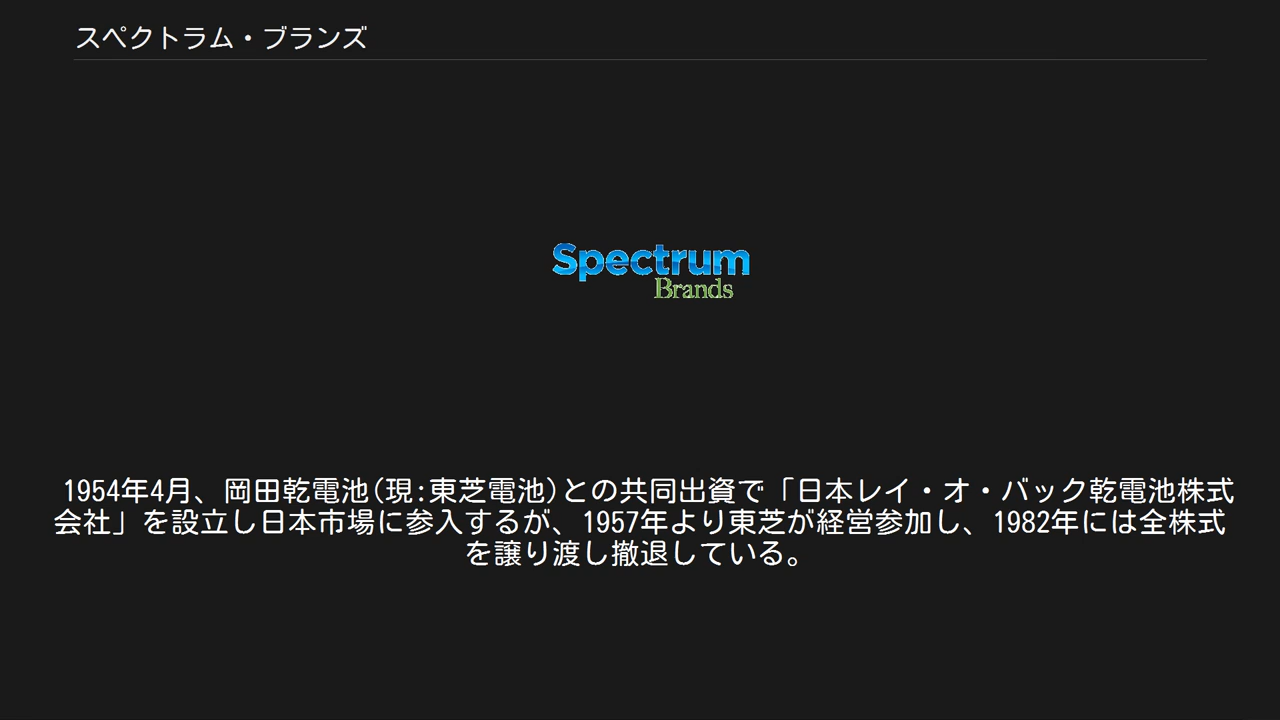 スペクトラム・ブランズ
Spectrum
Brands
1954年4月、岡田乾電池(現:東芝電池)との共同出資で「日本レイ・オ・バック乾電池株式
会社」を設立し日本市場に参入するが、1957年より東芝が経営参加し、1982年には全株式
を譲り渡し撤退している。